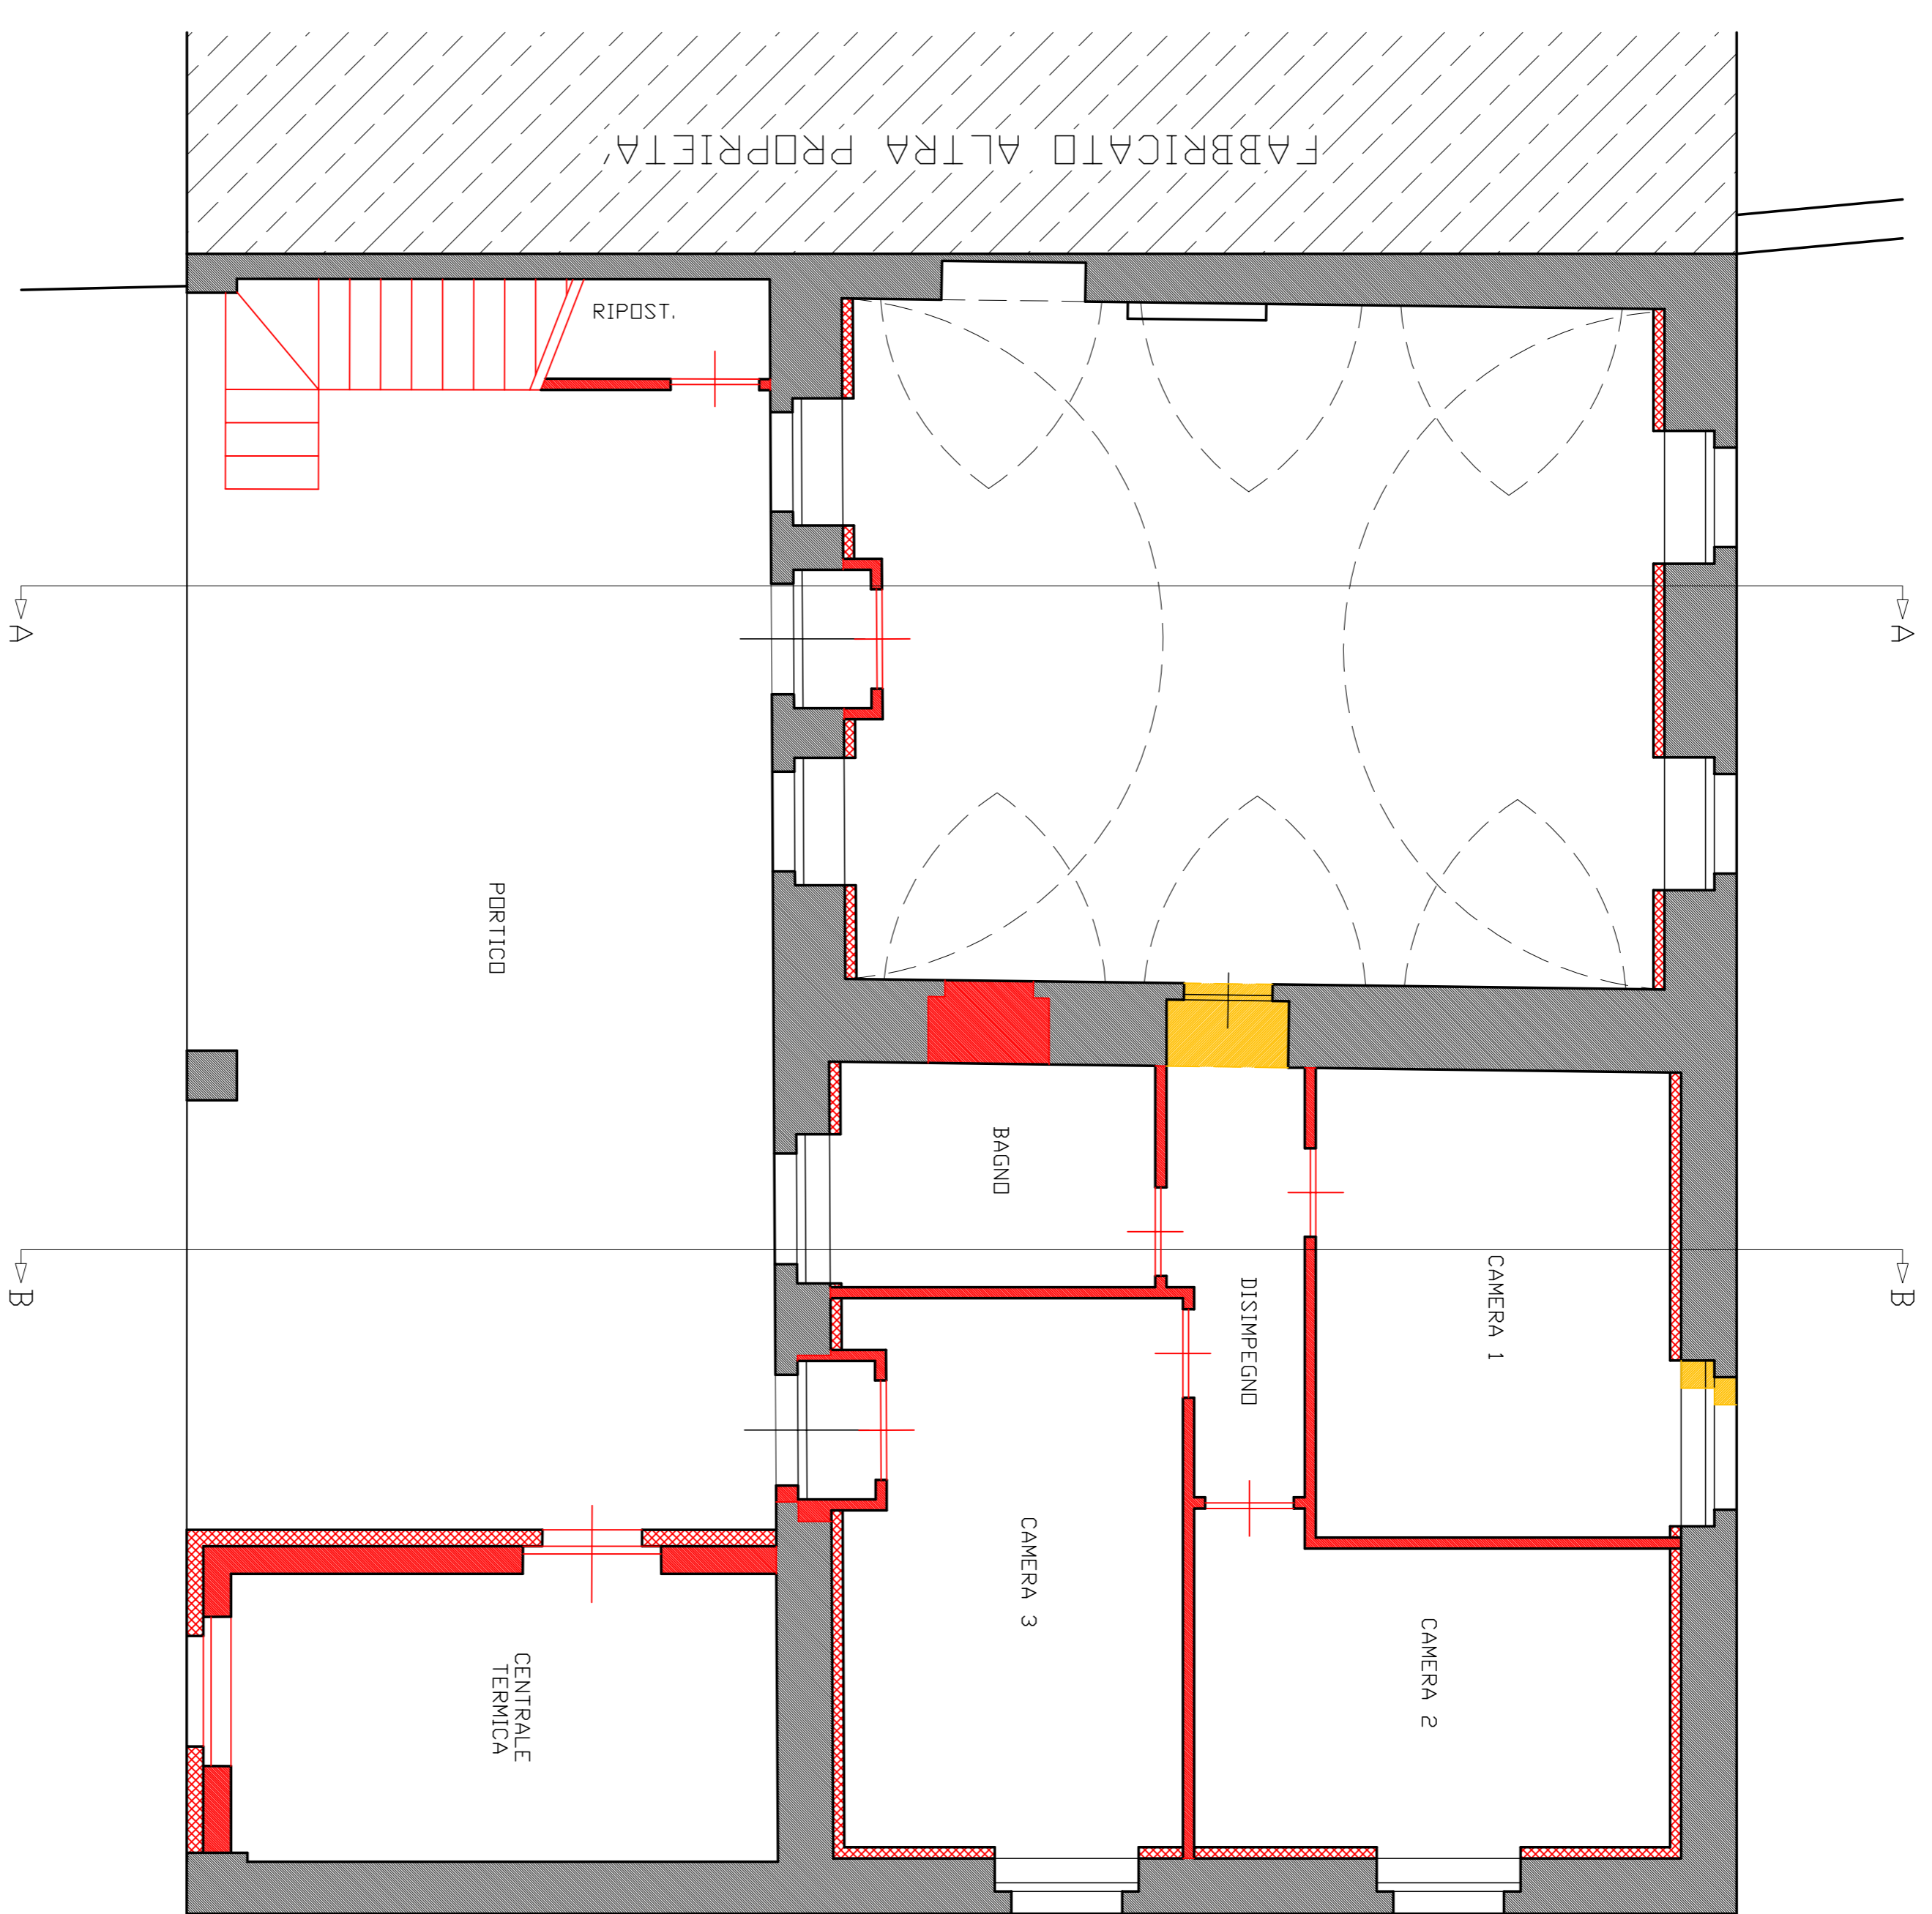 FABBRICATO ALTRA PROPRIETA'
RIPOST.
A
A
PORTICO
BAGNO
CAMERA 1
DISIMPEGNO
B
B
CAMERA 3
CAMERA 2
CENTRALE
TERMICA